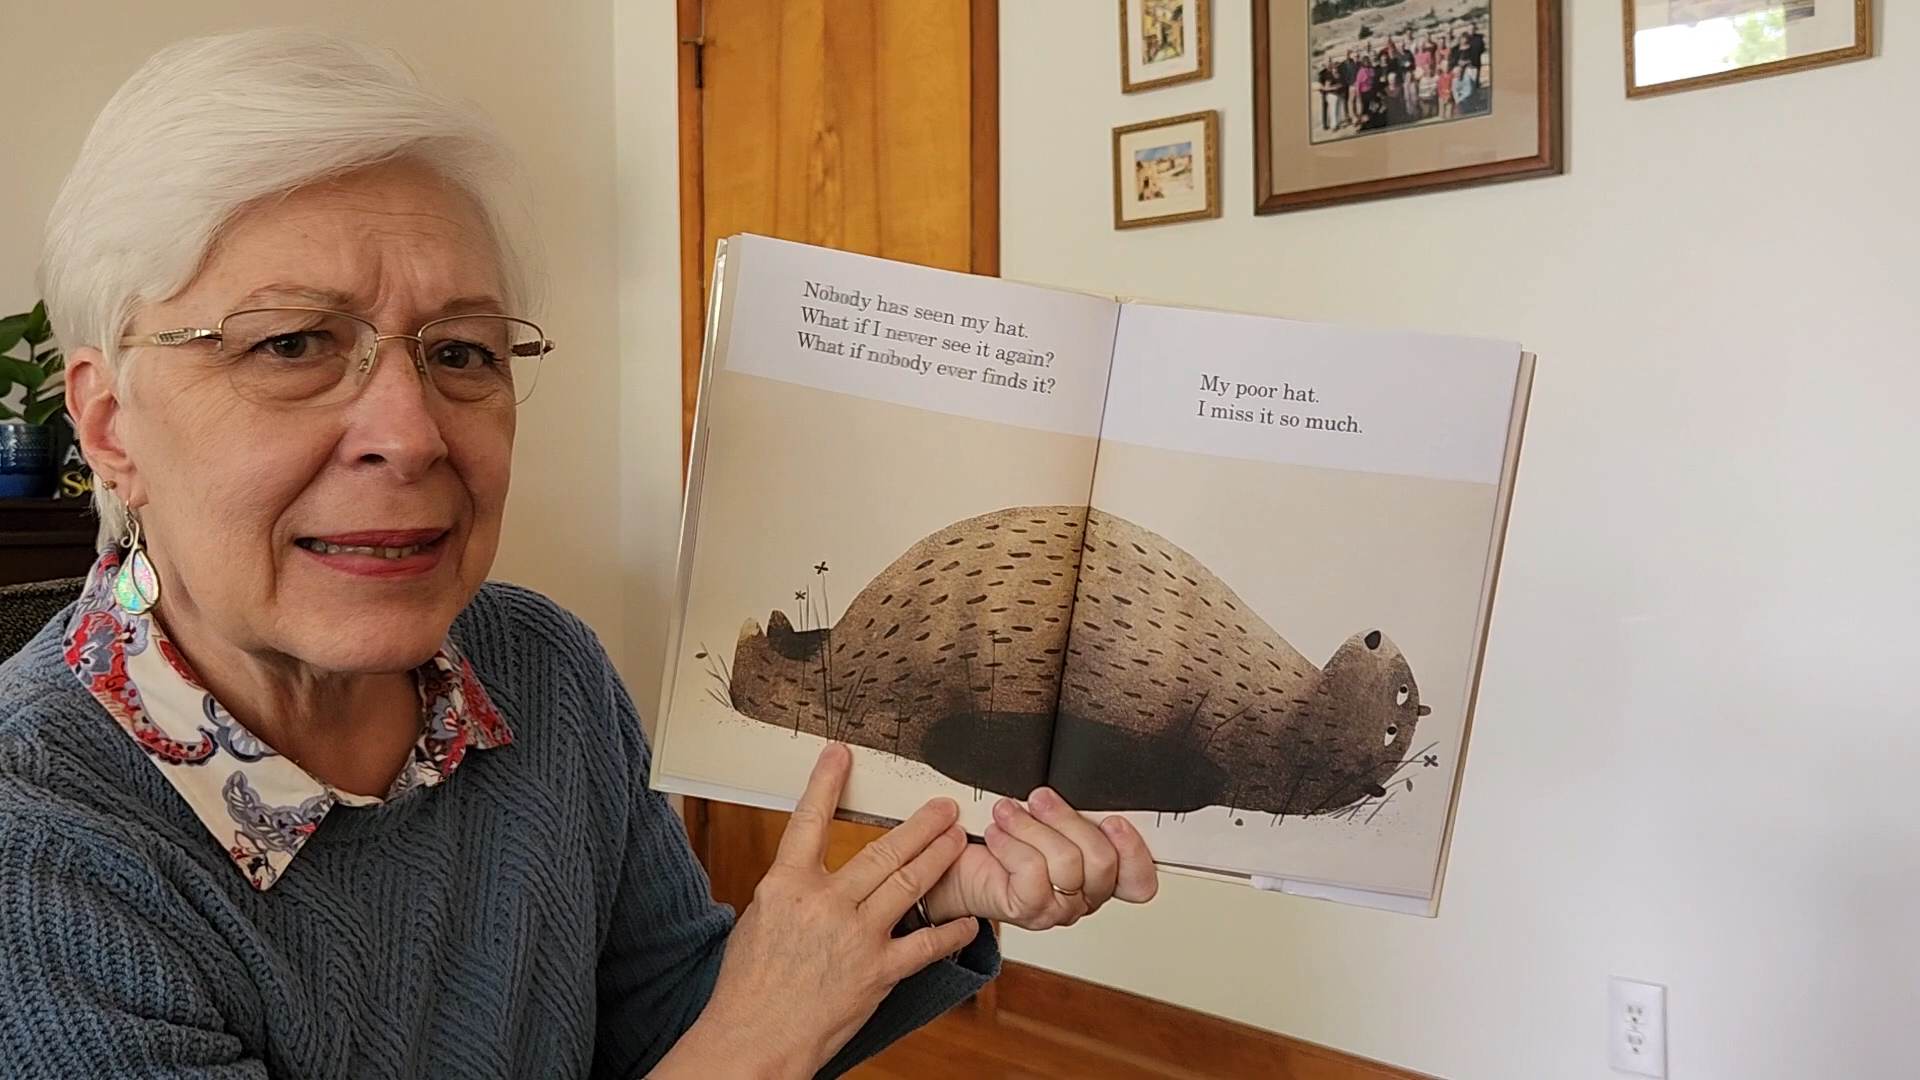 Nobody has seen my hat.
What if I never see it again?
What if nobody ever finds it?
My poor hat.
I miss it so much.